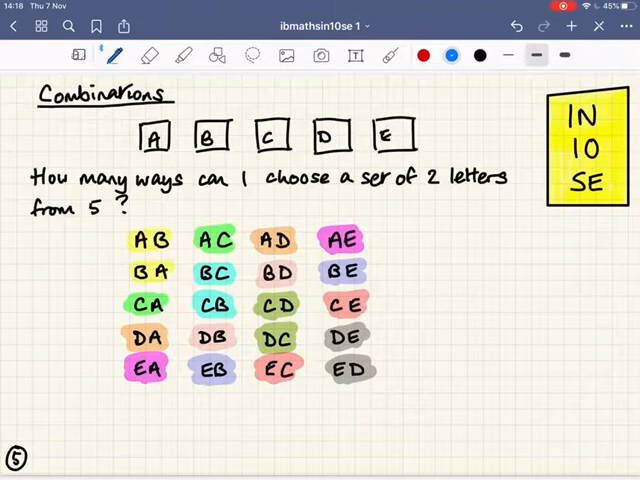 14:18 Thu 7 Nov
45%
ibmathsin10se 1
Combinations
A B C D E
How many ways can I choose a set of 2 letters
from 5 ?
AB AC AD AE
BA BC BD BE
CA CB CD CE
DA DB DC DE
EA EB EC ED
IN
10
SE
5